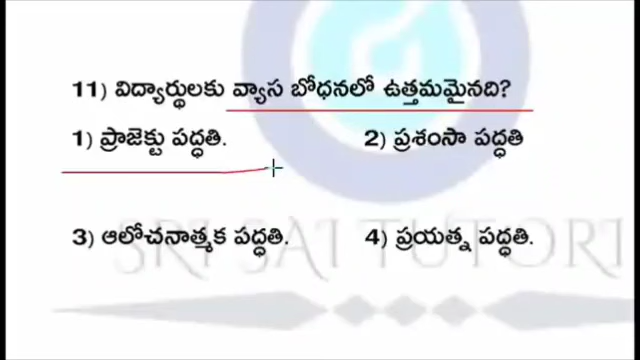 11) విద్యార్థులకు వ్యాస బోధనలో ఉత్తమమైనది?
1) ప్రాజెక్టు పద్ధతి. 2) ప్రశంసా పద్ధతి
3) ఆలోచనాత్మక పద్ధతి. 4) ప్రయత్న పద్ధతి.
SRI SAI TUTORI